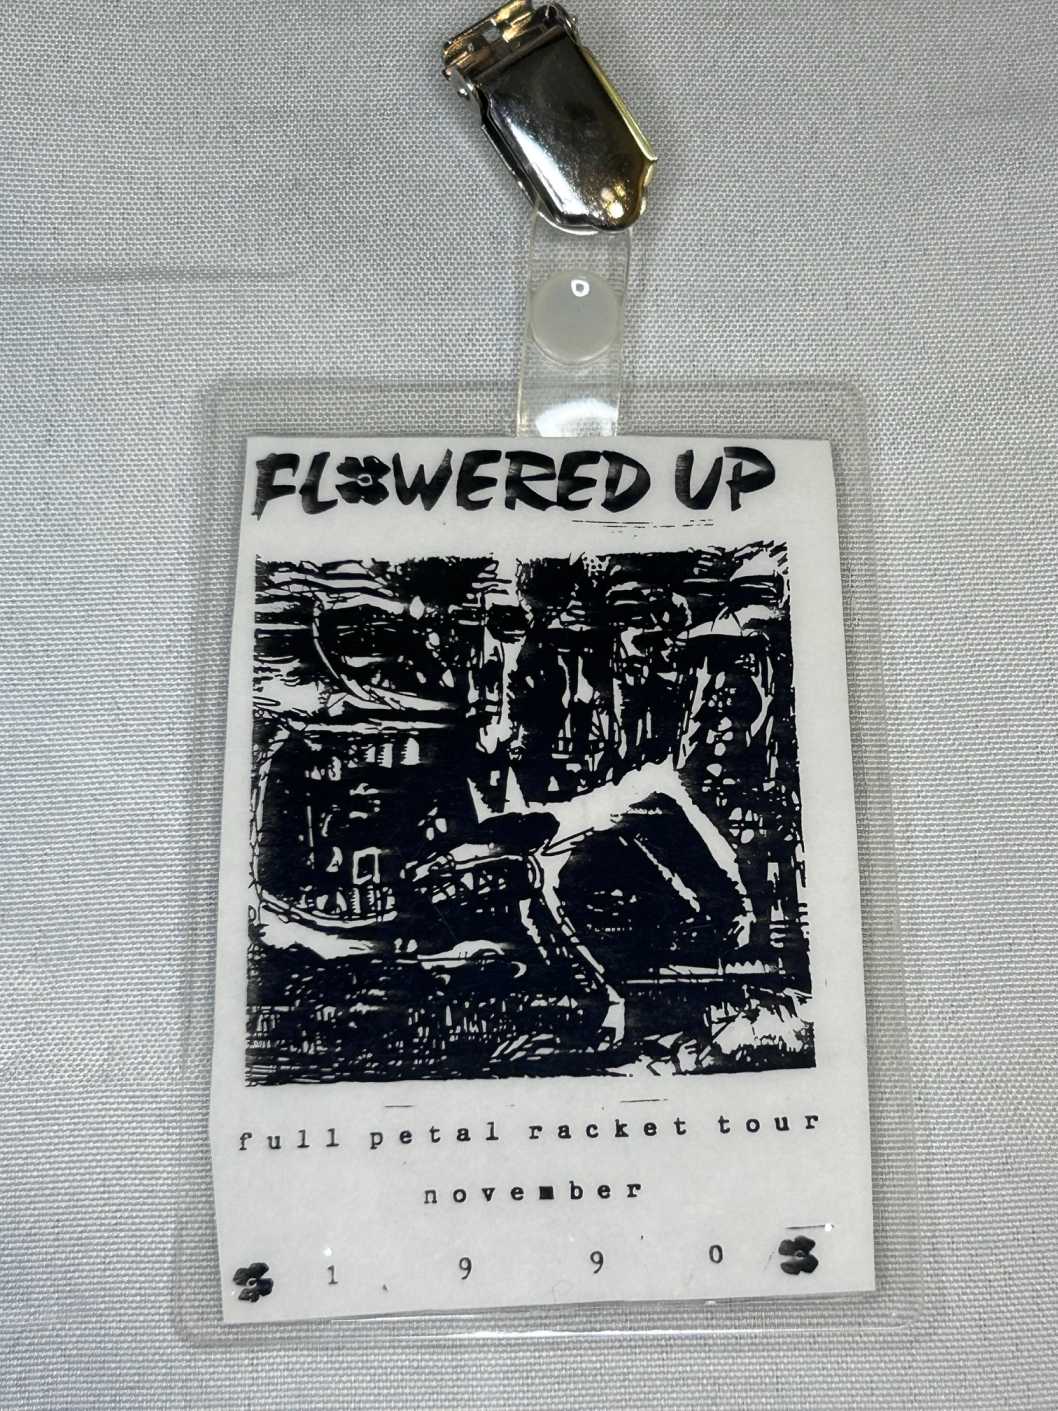 FLOWERED UP
full petal racket tour
november
1 9 9 0